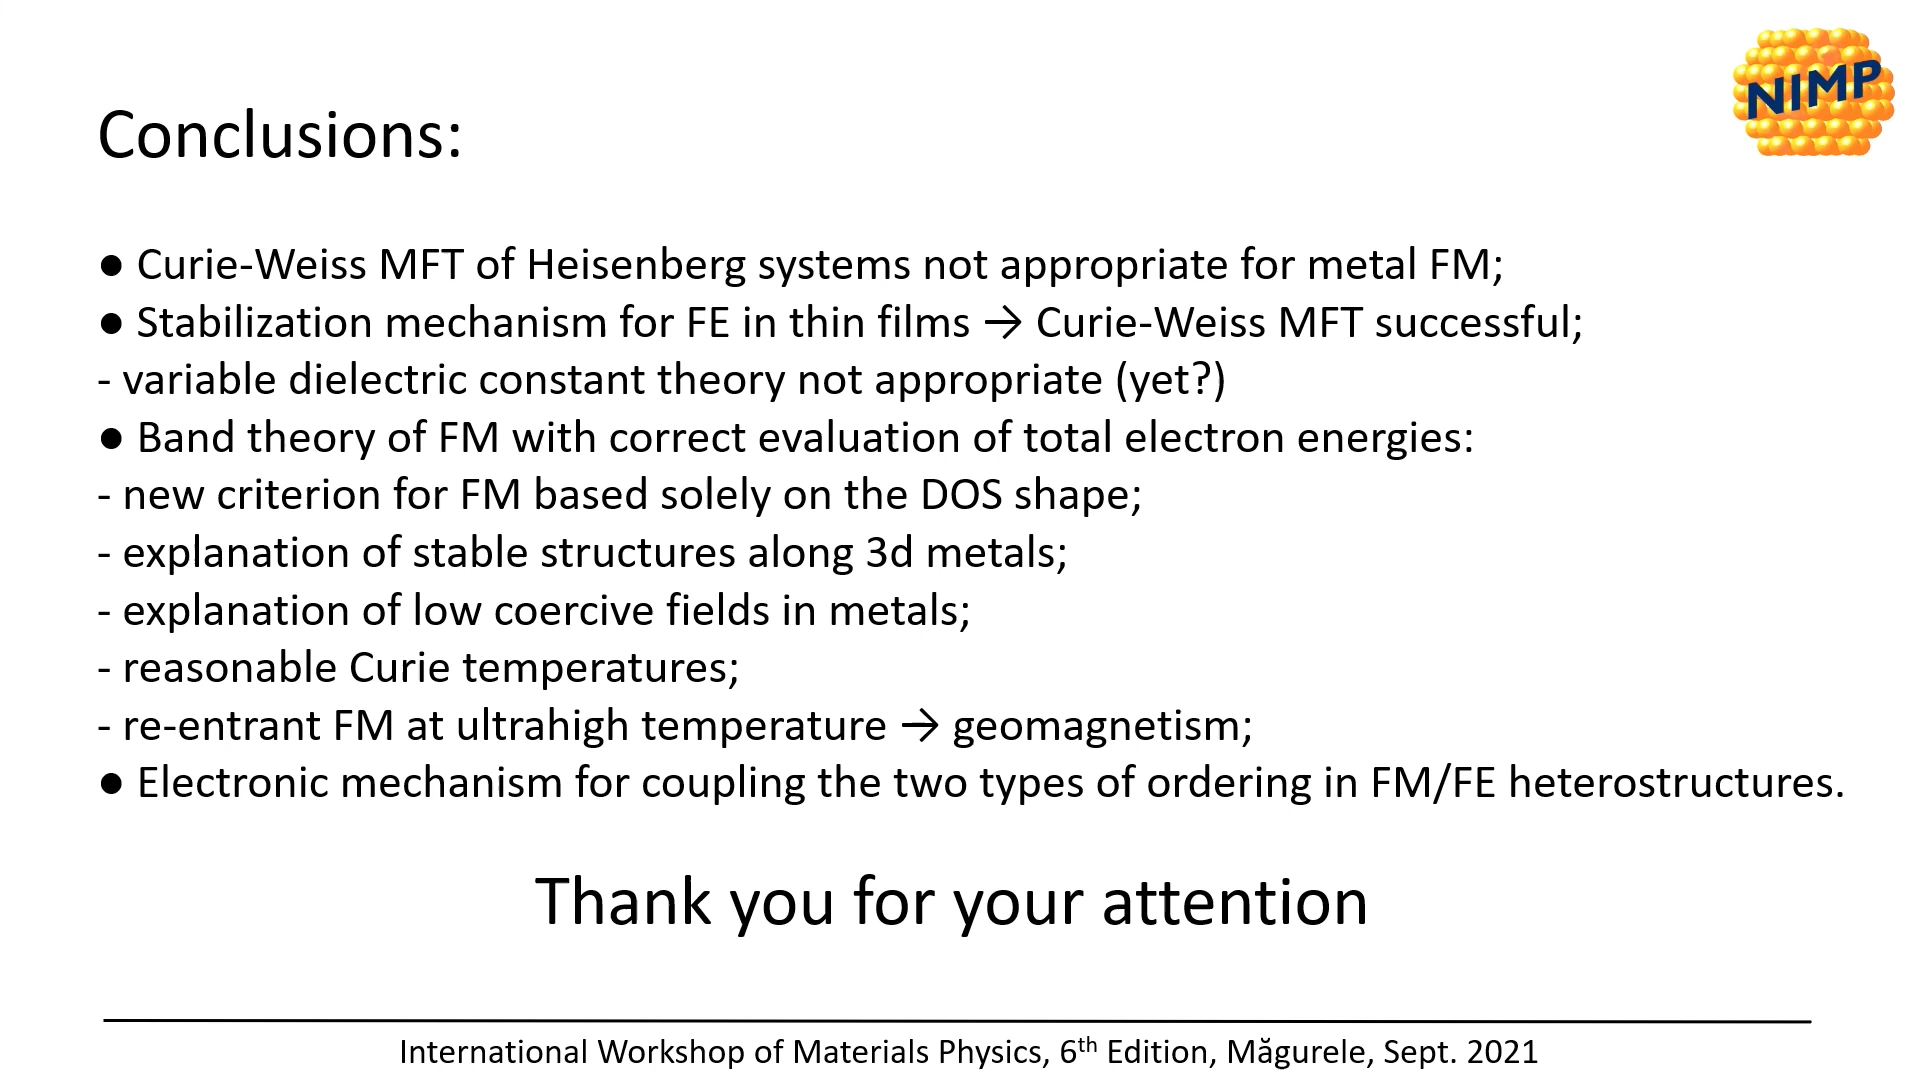 NIMP
Conclusions:
● Curie-Weiss MFT of Heisenberg systems not appropriate for metal FM;
● Stabilization mechanism for FE in thin films → Curie-Weiss MFT successful;
- variable dielectric constant theory not appropriate (yet?)
● Band theory of FM with correct evaluation of total electron energies:
- new criterion for FM based solely on the DOS shape;
- explanation of stable structures along 3d metals;
- explanation of low coercive fields in metals;
- reasonable Curie temperatures;
- re-entrant FM at ultrahigh temperature → geomagnetism;
● Electronic mechanism for coupling the two types of ordering in FM/FE heterostructures.
Thank you for your attention
International Workshop of Materials Physics, 6th Edition, Măgurele, Sept. 2021